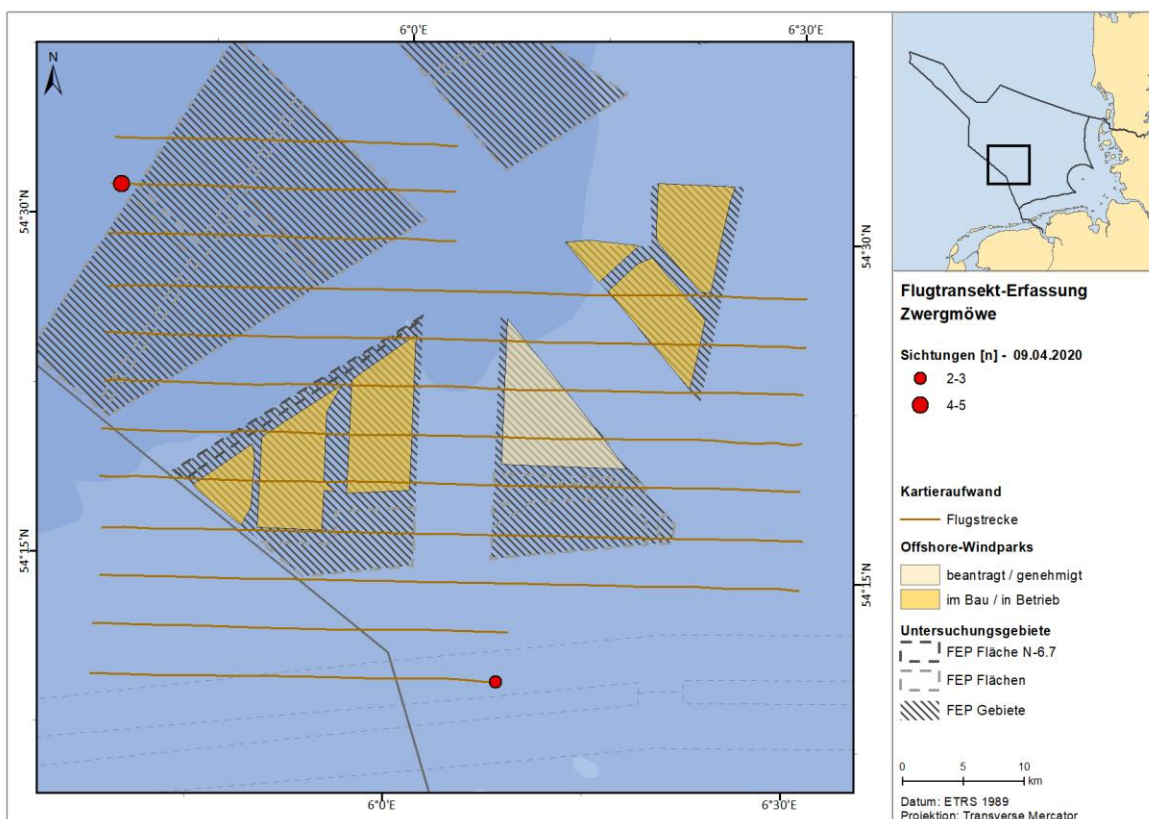 6°0'E
6°30'E
N
54°30'N
54°30'N
54°15'N
54°15'N
6°0'E
6°30'E
Flugtransekt-Erfassung
Zwergmöwe
Sichtungen [n] - 09.04.2020
2-3
4-5
Kartieraufwand
Flugstrecke
Offshore-Windparks
beantragt / genehmigt
im Bau / in Betrieb
Untersuchungsgebiete
FEP Fläche N-6.7
FEP Flächen
FEP Gebiete
0 5 10
km
Datum: ETRS 1989
Projektion: Transverse Mercator